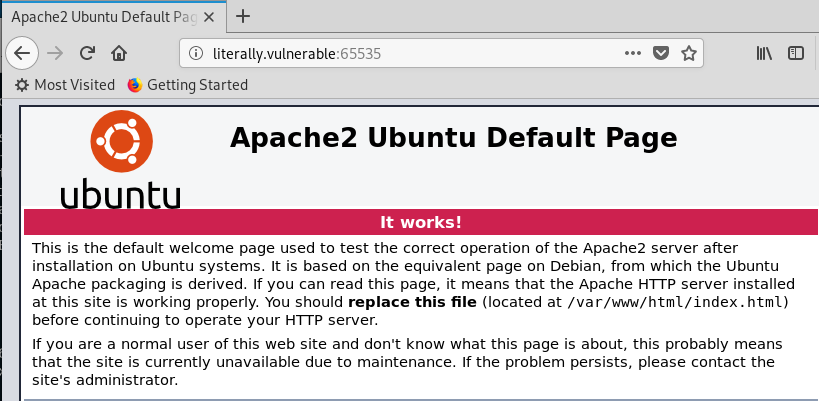 Apache2 Ubuntu Default Pag
literally.vulnerable:65535
Most Visited Getting Started
Apache2 Ubuntu Default Page
ubuntu
It works!
This is the default welcome page used to test the correct operation of the Apache2 server after
installation on Ubuntu systems. It is based on the equivalent page on Debian, from which the Ubuntu
Apache packaging is derived. If you can read this page, it means that the Apache HTTP server installed
at this site is working properly. You should replace this file (located at /var/www/html/index.html)
before continuing to operate your HTTP server.
If you are a normal user of this web site and don't know what this page is about, this probably means
that the site is currently unavailable due to maintenance. If the problem persists, please contact the
site's administrator.